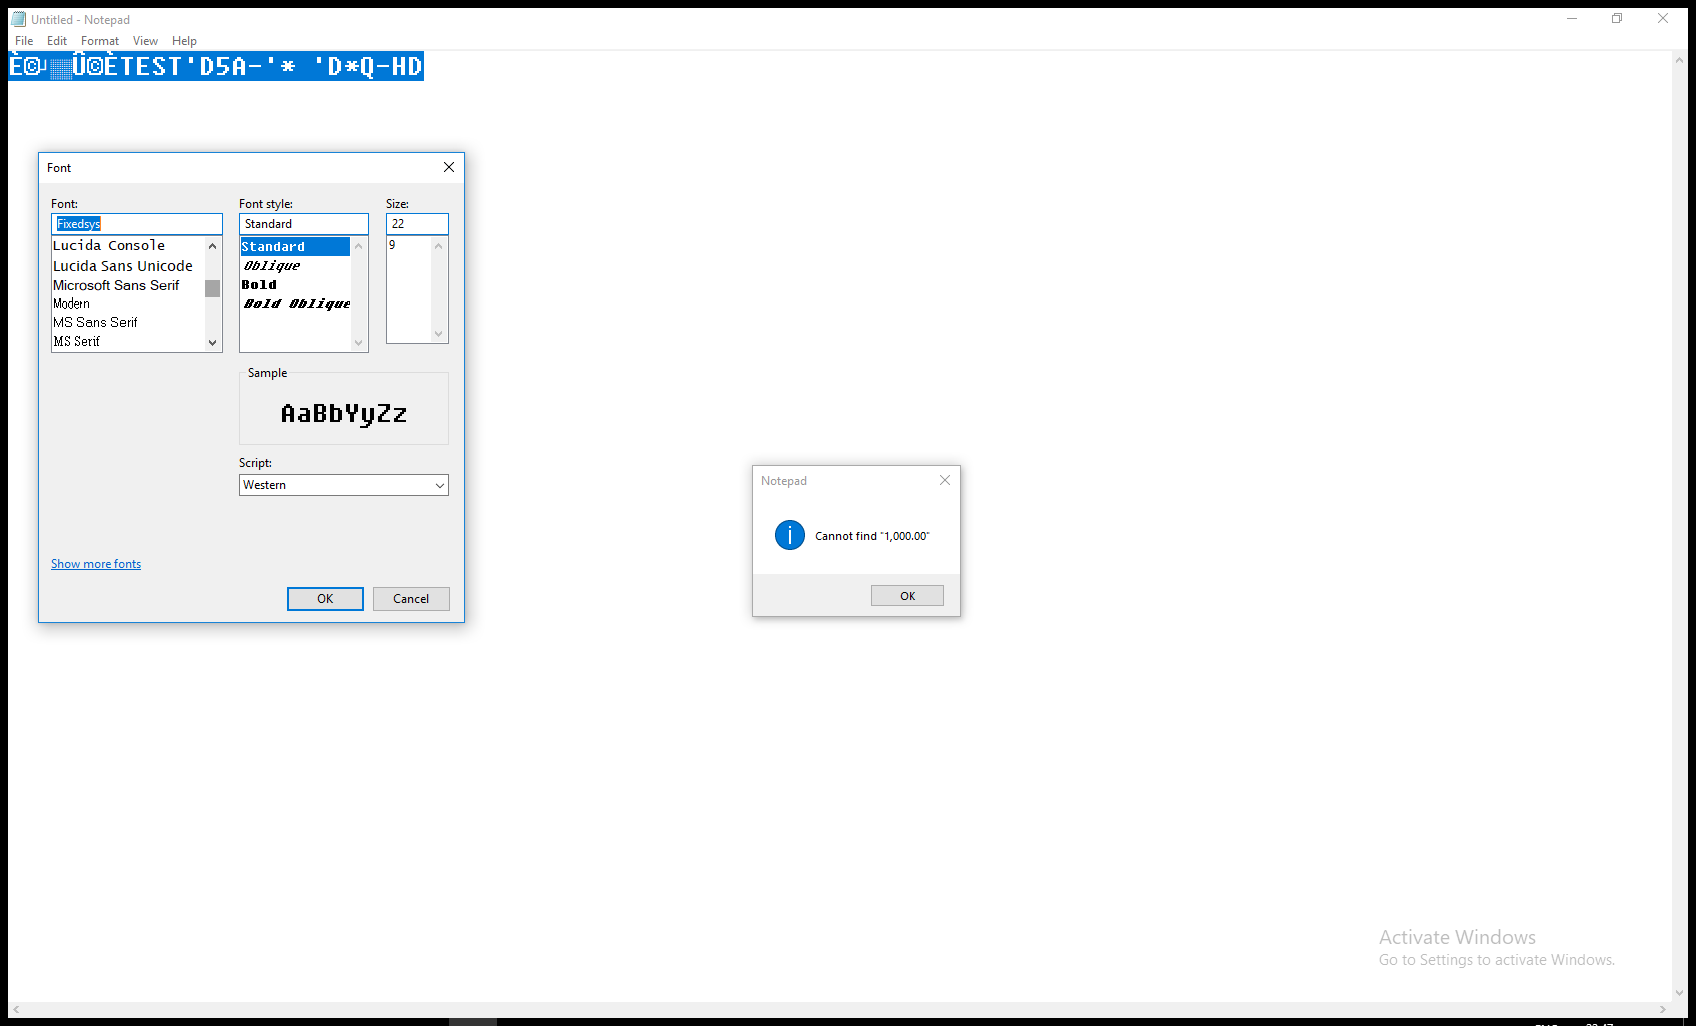 Untitled - Notepad
File Edit Format View Help
TEST'D5A-'* 'D*Q-HD
Font
Font: Font style: Size:
Fixedsys Standard 22
Lucida Console Standard 9
Lucida Sans Unicode Oblique
Microsoft Sans Serif Bold
Modern Bold Oblique
MS Sans Serif
MS Serif
Sample
AaBbYyZz
Script:
Western
Show more fonts
OK Cancel
Notepad
Cannot find "1,000.00"
OK
Activate Windows
Go to Settings to activate Windows.